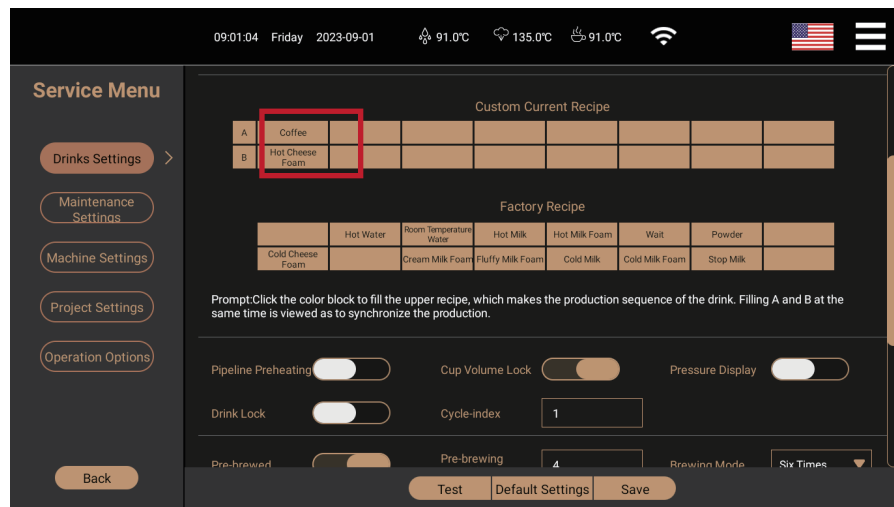 09:01:04 Friday 2023-09-01 91.0℃ 135.0℃ 91.0℃
Service Menu
Drinks Settings
Maintenance
Settings
Machine Settings
Project Settings
Operation Options
Back
Custom Current Recipe
A Coffee
B Hot Cheese
Foam
Factory Recipe
Hot Water
Room Temperature
Water
Hot Milk
Hot Milk Foam
Wait
Powder
Cold Cheese
Foam
Cream Milk Foam
Fluffy Milk Foam
Cold Milk
Cold Milk Foam
Stop Milk
Prompt:Click the color block to fill the upper recipe, which makes the production sequence of the drink. Filling A and B at the
same time is viewed as to synchronize the production.
Pipeline Preheating Cup Volume Lock Pressure Display
Drink Lock Cycle-index 1
Pre-brewed
Pre-brewing
4
Brewing Mode Six Times
Test Default Settings Save